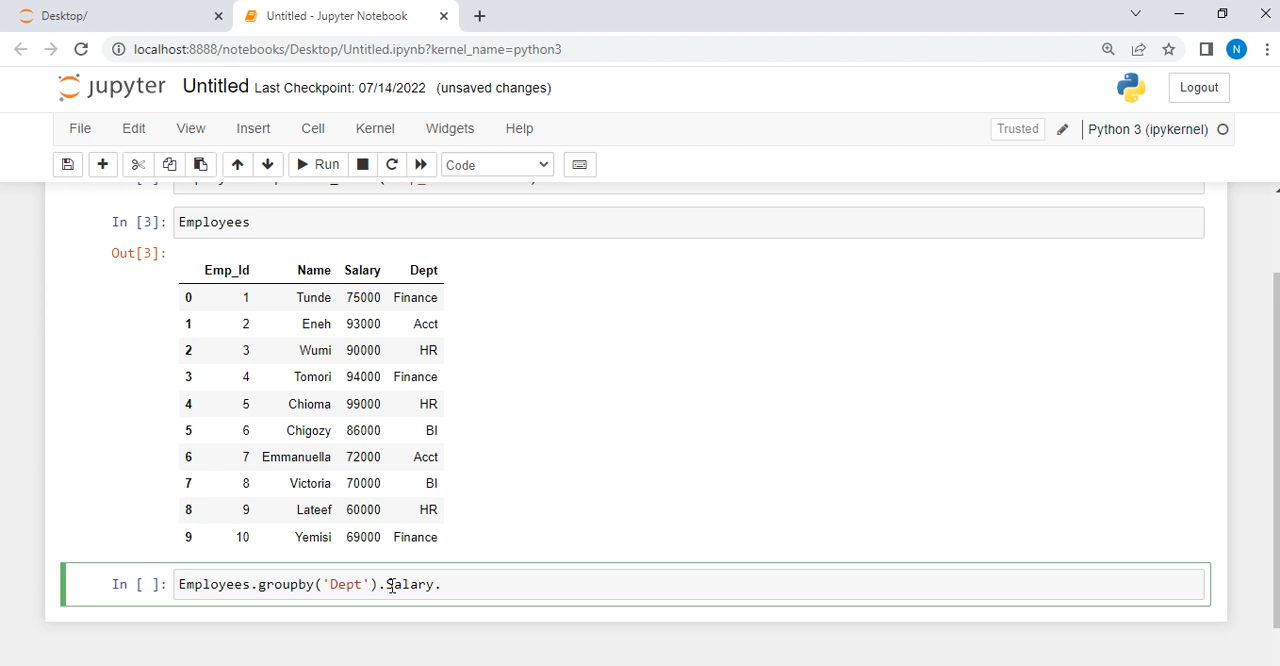 Desktop/
Untitled - Jupyter Notebook
localhost:8888/notebooks/Desktop/Untitled.ipynb?kernel_name=python3
N
jupyter Untitled Last Checkpoint: 07/14/2022 (unsaved changes)
Logout
File Edit View Insert Cell Kernel Widgets Help
Trusted Python 3 (ipykernel)
Run Code
In [3]: Employees
Out[3]:
Emp_Id Name Salary Dept
0 1 Tunde 75000 Finance
1 2 Eneh 93000 Acct
2 3 Wumi 90000 HR
3 4 Tomori 94000 Finance
4 5 Chioma 99000 HR
5 6 Chigozy 86000 BI
6 7 Emmanuella 72000 Acct
7 8 Victoria 70000 BI
8 9 Lateef 60000 HR
9 10 Yemisi 69000 Finance
In [ ]: Employees.groupby('Dept').Salary.